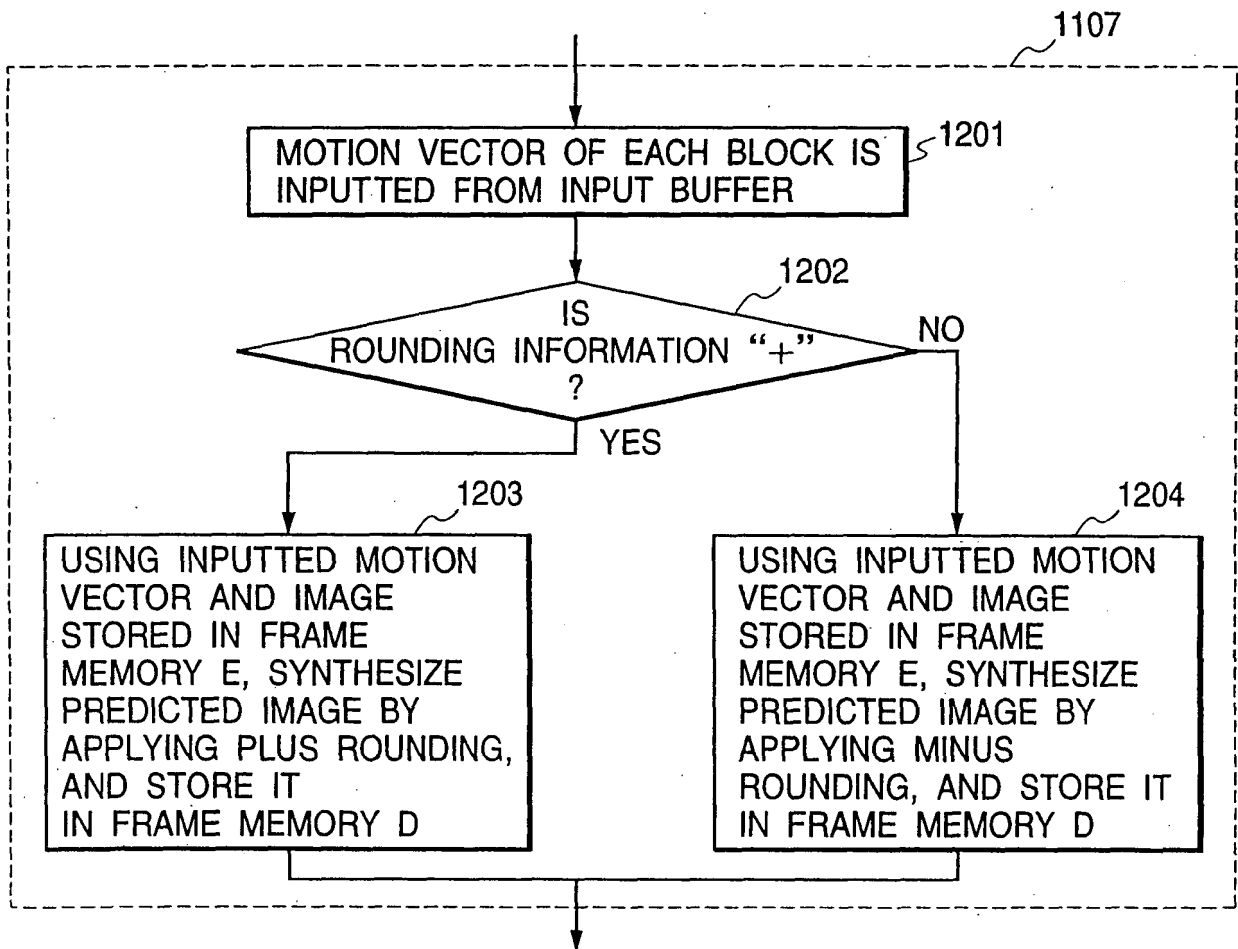 1107
MOTION VECTOR OF EACH BLOCK IS
INPUTTED FROM INPUT BUFFER
1201
1202
IS
ROUNDING INFORMATION “+”
?
NO
YES
1203
USING INPUTTED MOTION
VECTOR AND IMAGE
STORED IN FRAME
MEMORY E, SYNTHESIZE
PREDICTED IMAGE BY
APPLYING PLUS ROUNDING,
AND STORE IT
IN FRAME MEMORY D
1204
USING INPUTTED MOTION
VECTOR AND IMAGE
STORED IN FRAME
MEMORY E, SYNTHESIZE
PREDICTED IMAGE BY
APPLYING MINUS
ROUNDING, AND STORE IT
IN FRAME MEMORY D